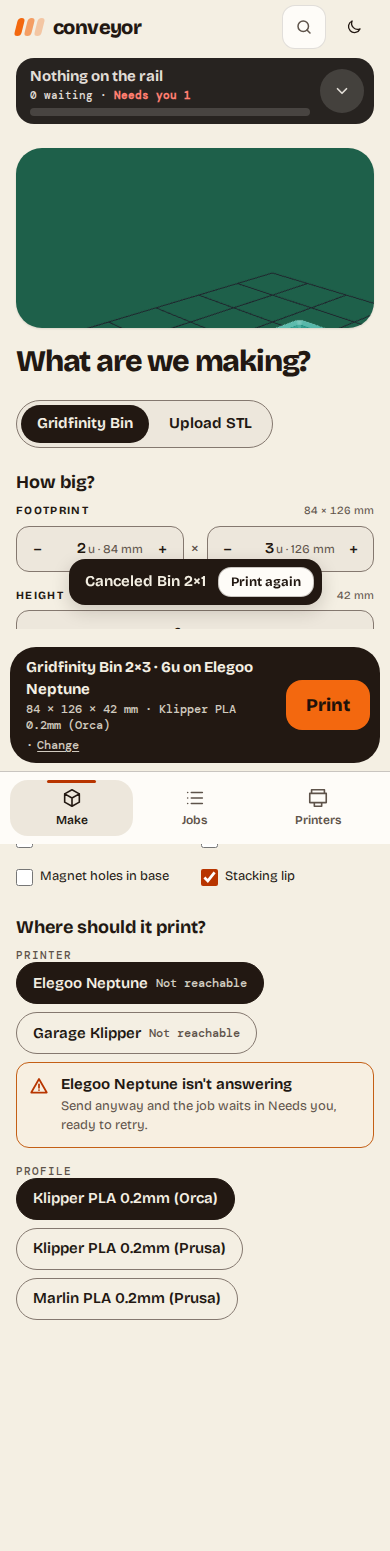 conveyor
Nothing on the rail
0 waiting · Needs you 1
What are we making?
Gridfinity Bin
Upload STL
How big?
FOOTPRINT
84 × 126 mm
− 2 u · 84 mm + × − 3 u · 126 mm +
Canceled Bin 2×1 Print again
HEIGHT
42 mm
Gridfinity Bin 2×3 · 6u on Elegoo
Neptune
84 × 126 × 42 mm · Klipper PLA
0.2mm (Orca)
· Change
Print
Make
Jobs
Printers
Magnet holes in base
Stacking lip
Where should it print?
PRINTER
Elegoo Neptune Not reachable
Garage Klipper Not reachable
Elegoo Neptune isn't answering
Send anyway and the job waits in Needs you,
ready to retry.
PROFILE
Klipper PLA 0.2mm (Orca)
Klipper PLA 0.2mm (Prusa)
Marlin PLA 0.2mm (Prusa)